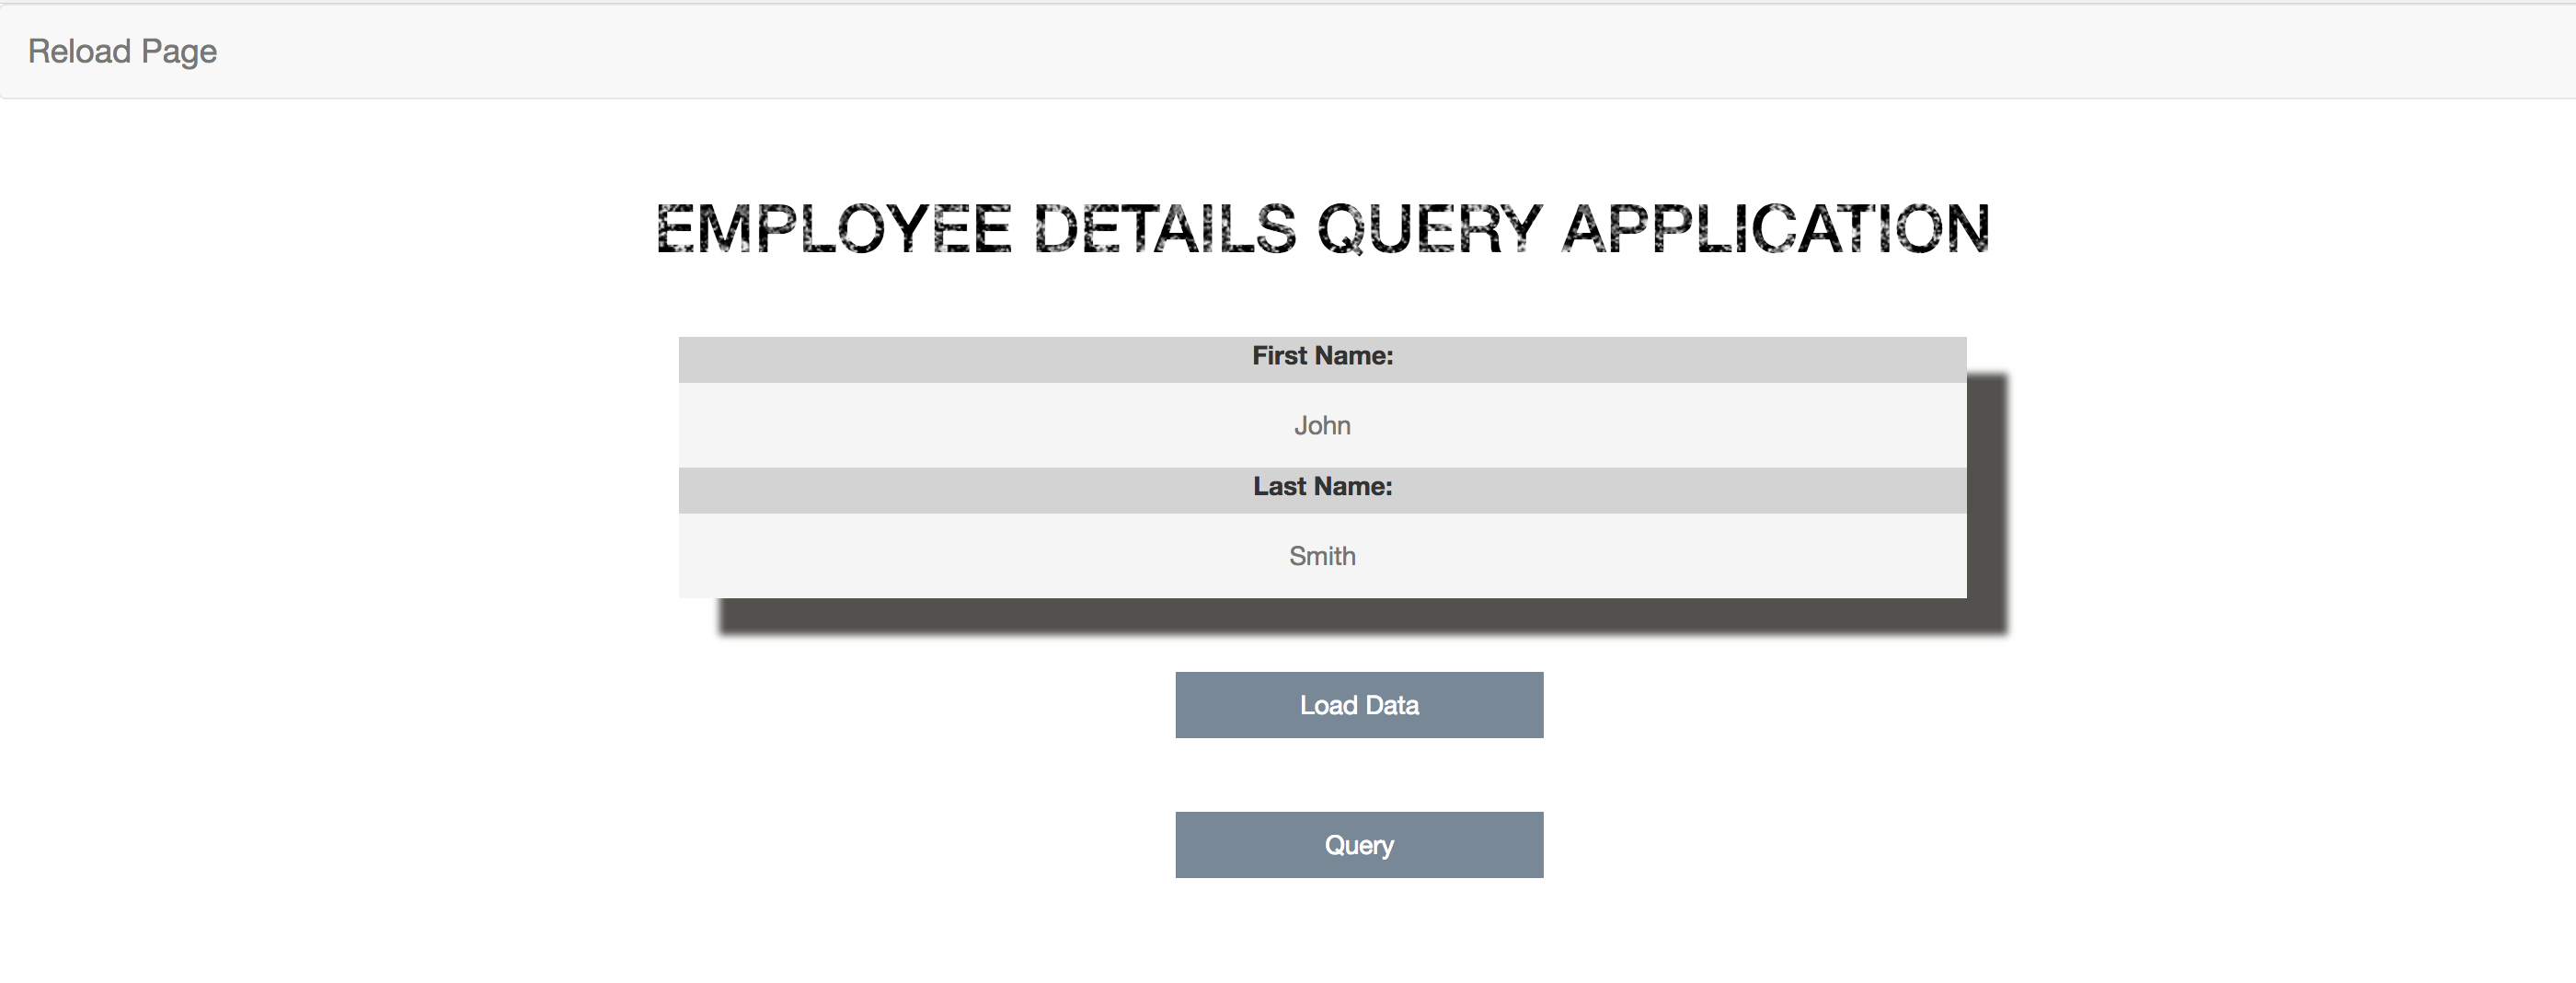 Reload Page
EMPLOYEE DETAILS QUERY APPLICATION
First Name:
John
Last Name:
Smith
Load Data
Query